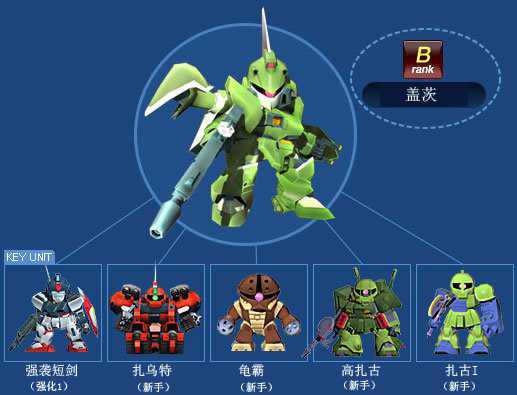 B
rank
盖茨
KEY UNIT
强袭短剑
（强化1）
扎乌特
（新手）
龟霸
（新手）
高扎古
（新手）
扎古I
（新手）